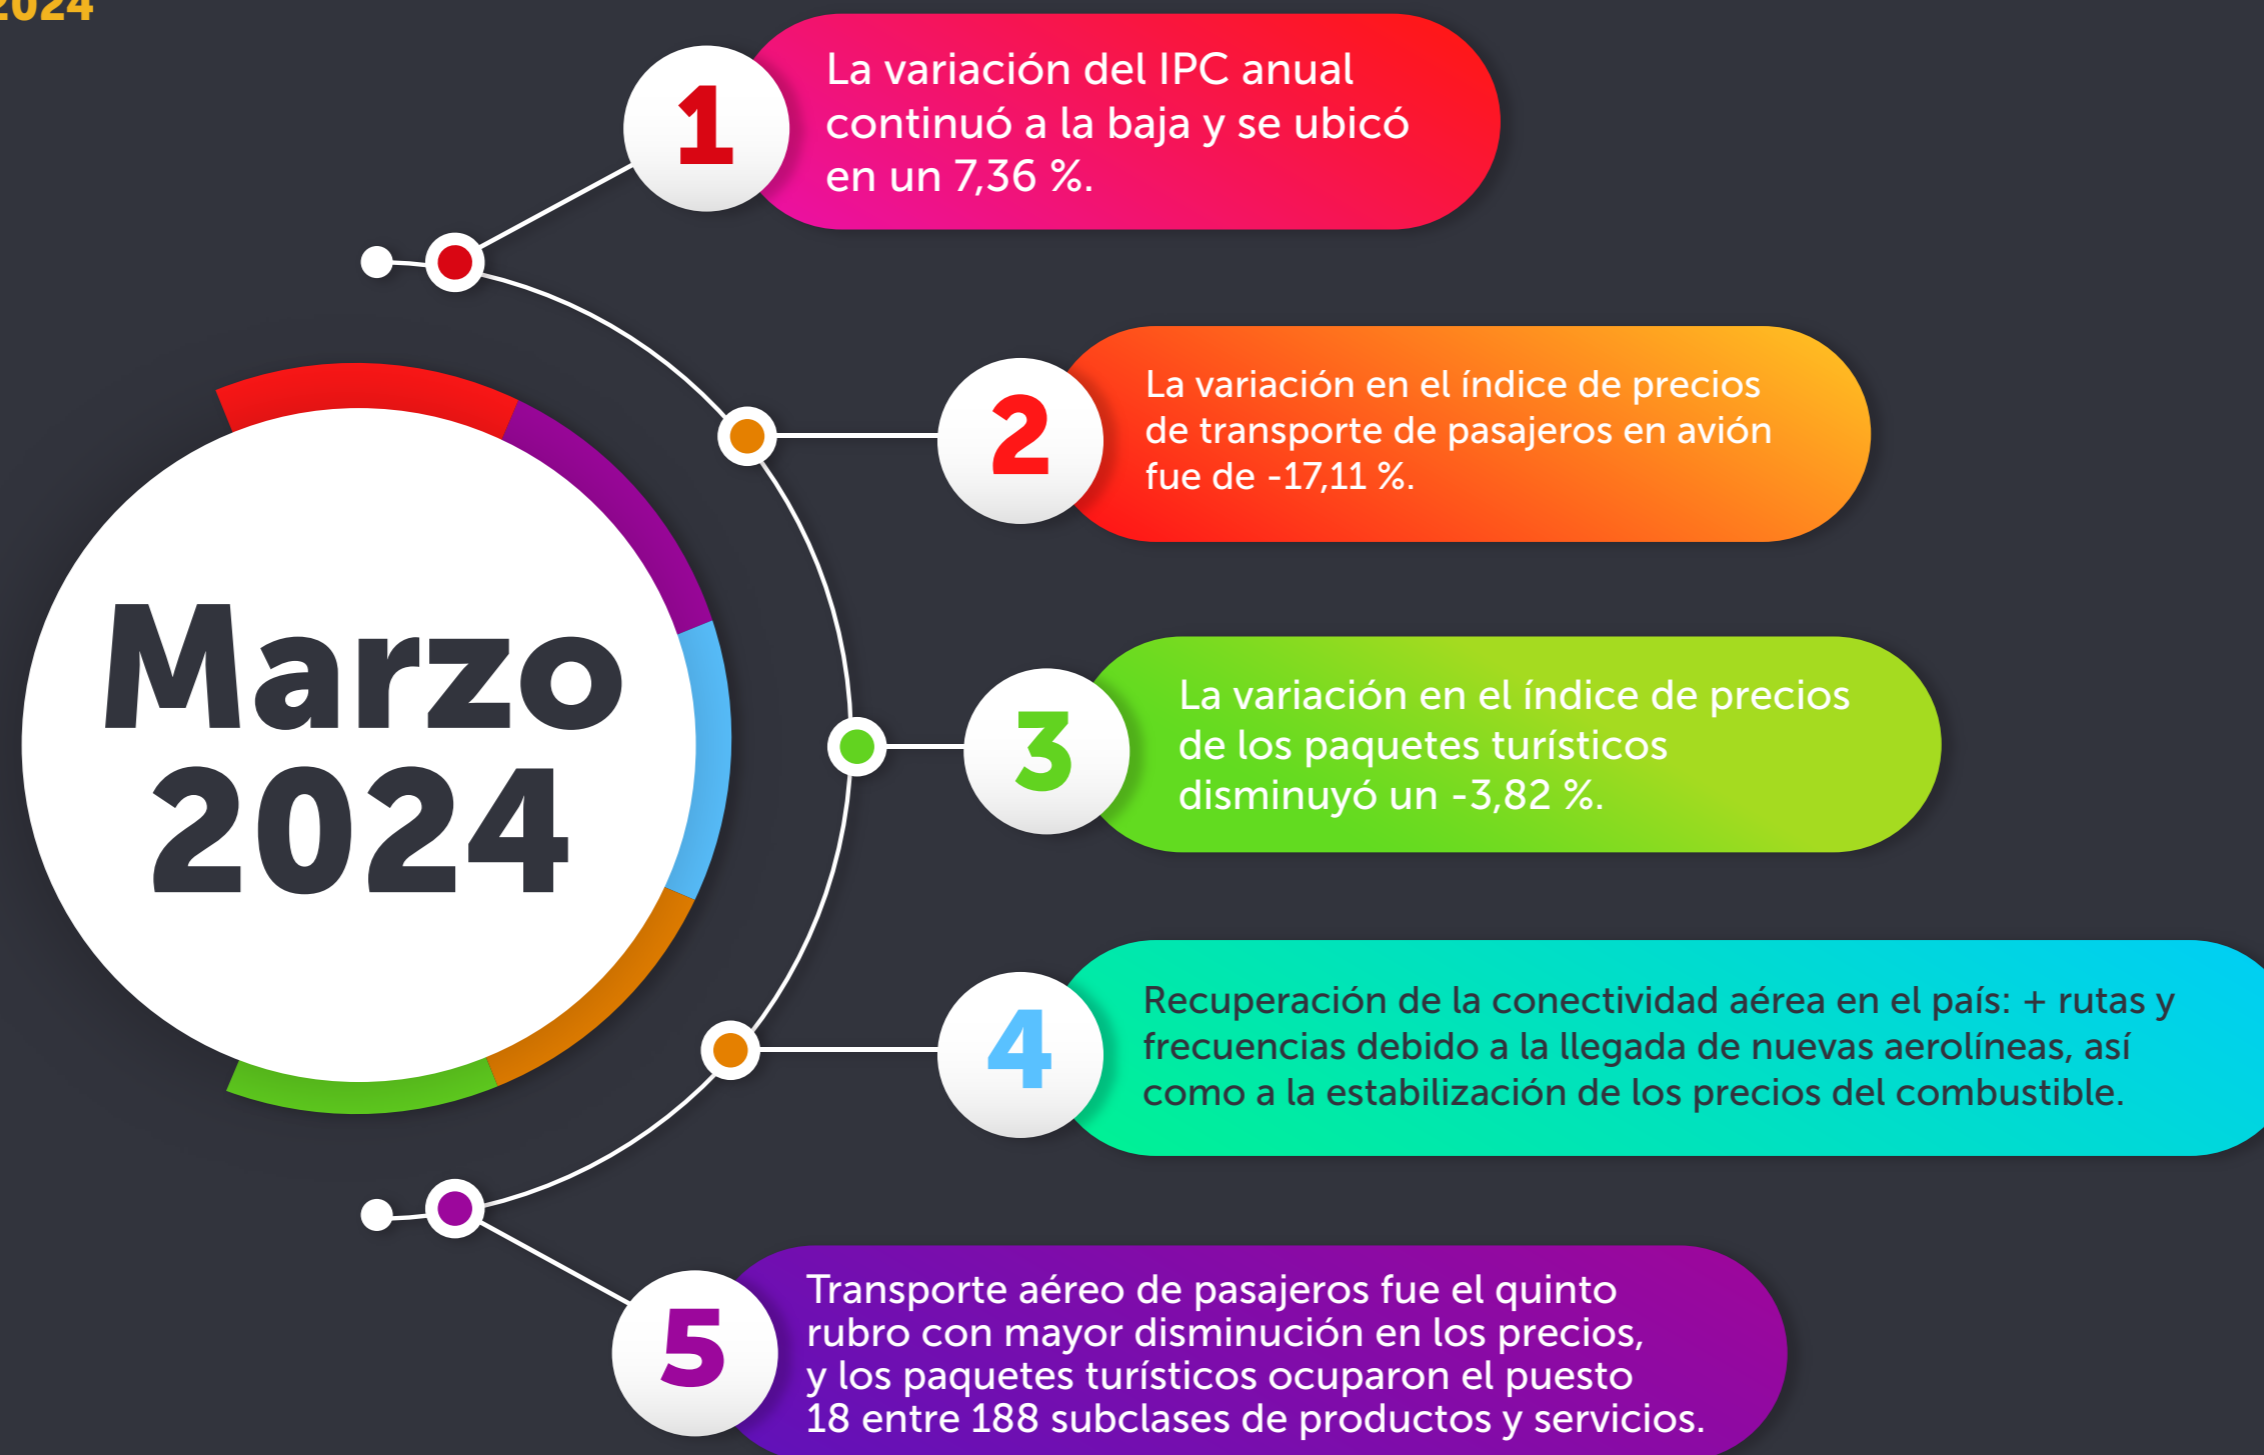 2024
1
La variación del IPC anual
continuó a la baja y se ubicó
en un 7,36 %.
2
La variación en el índice de precios
de transporte de pasajeros en avión
fue de -17,11 %.
Marzo
2024
3
La variación en el índice de precios
de los paquetes turísticos
disminuyó un -3,82 %.
4
Recuperación de la conectividad aérea en el país: + rutas y
frecuencias debido a la llegada de nuevas aerolíneas, así
como a la estabilización de los precios del combustible.
5
Transporte aéreo de pasajeros fue el quinto
rubro con mayor disminución en los precios,
y los paquetes turísticos ocuparon el puesto
18 entre 188 subclases de productos y servicios.